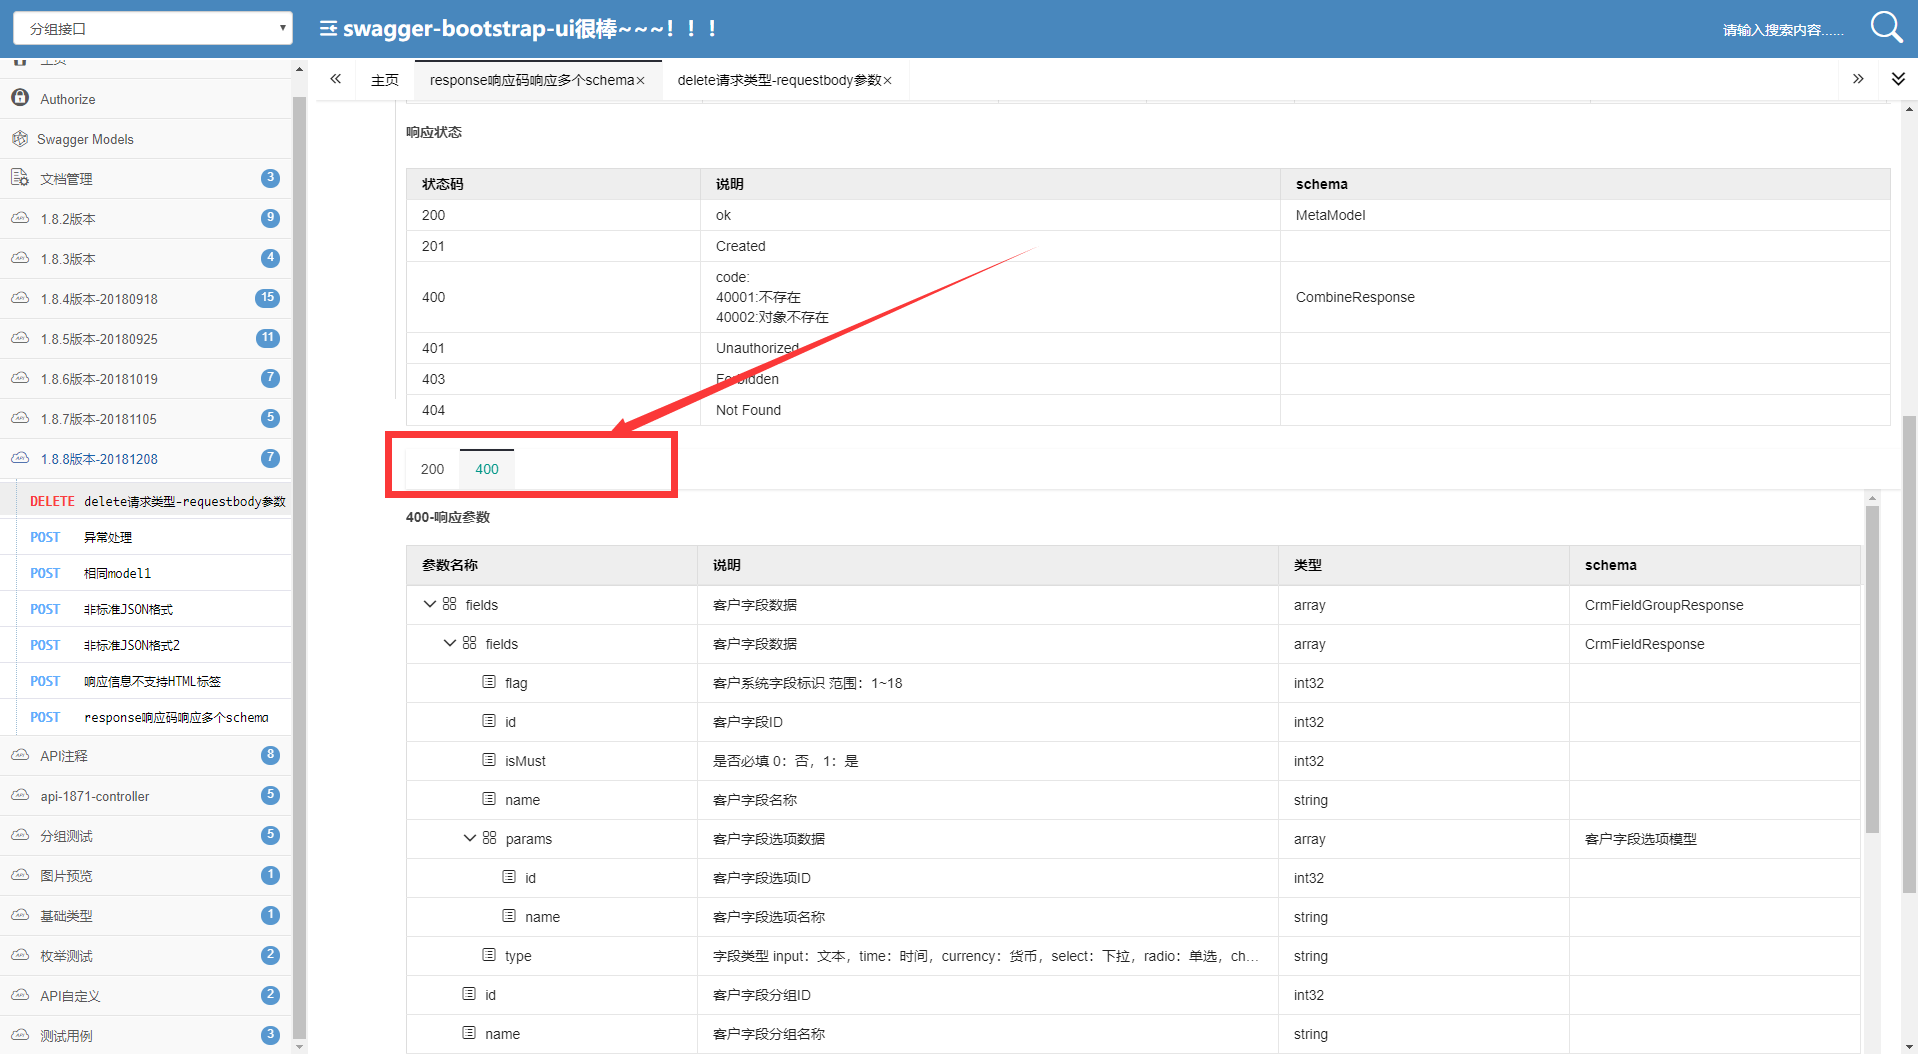 分组接口
swagger-bootstrap-ui很棒~~~！！！
请输入搜索内容......
主页
Authorize
Swagger Models
文档管理 3
1.8.2版本 9
1.8.3版本 4
1.8.4版本-20180918 15
1.8.5版本-20180925 11
1.8.6版本-20181019 7
1.8.7版本-20181105 5
1.8.8版本-20181208 7
DELETE delete请求类型-requestbody参数
POST 异常处理
POST 相同model1
POST 非标准JSON格式
POST 非标准JSON格式2
POST 响应信息不支持HTML标签
POST response响应码响应多个schema
API注释 8
api-1871-controller 5
分组测试 5
图片预览 1
基础类型 1
枚举测试 2
API自定义 2
测试用例 3
主页 response响应码响应多个schema× delete请求类型-requestbody参数×
响应状态
状态码 说明 schema
200 ok MetaModel
201 Created
400 code:
40001:不存在
40002:对象不存在
CombineResponse
401 Unauthorized
403 Forbidden
404 Not Found
200 400
400-响应参数
参数名称 说明 类型 schema
fields 客户字段数据 array CrmFieldGroupResponse
fields 客户字段数据 array CrmFieldResponse
flag 客户系统字段标识 范围：1~18 int32
id 客户字段ID int32
isMust 是否必填 0：否，1：是 int32
name 客户字段名称 string
params 客户字段选项数据 array 客户字段选项模型
id 客户字段选项ID int32
name 客户字段选项名称 string
type 字段类型 input：文本，time：时间，currency：货币，select：下拉，radio：单选，ch... string
id 客户字段分组ID int32
name 客户字段分组名称 string